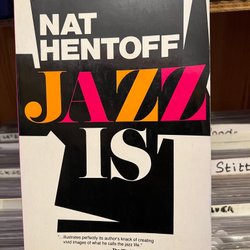 NAT
HENTOFF
JAZZ
IS
Stitt
"...illustrates perfectly its author's knack of creating
vivid images of what he calls the jazz life."